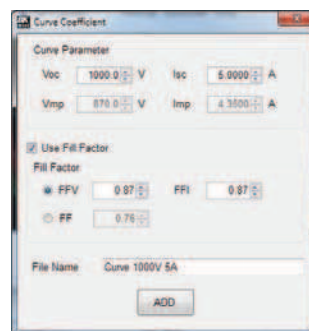 Curve Coefficient
Curve Parameter
Voc 1000.0 V Isc 5.0000 A
Vmp 870.0 V Imp 4.3500 A
Use Fill Factor
Fill Factor
FFV 0.87 FFI 0.87
FF 0.76
File Name Curve 1000V 5A
ADD